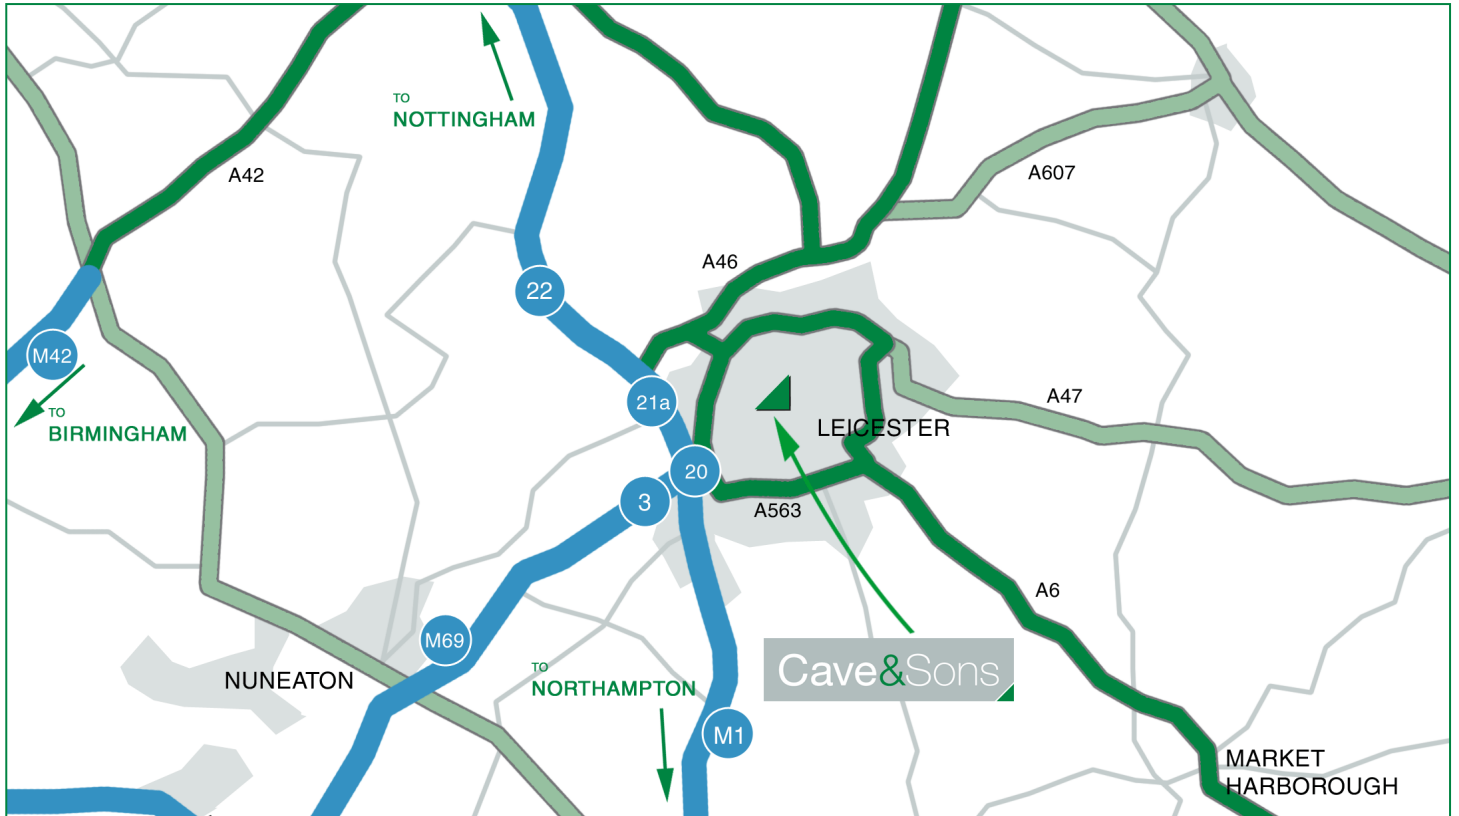 TO
NOTTINGHAM
A42
A607
A46
22
M42
21a
A47
TO
BIRMINGHAM
LEICESTER
20
3
A563
A6
M69
Cave&Sons
NUNEATON
TO
NORTHAMPTON
M1
MARKET
HARBOROUGH